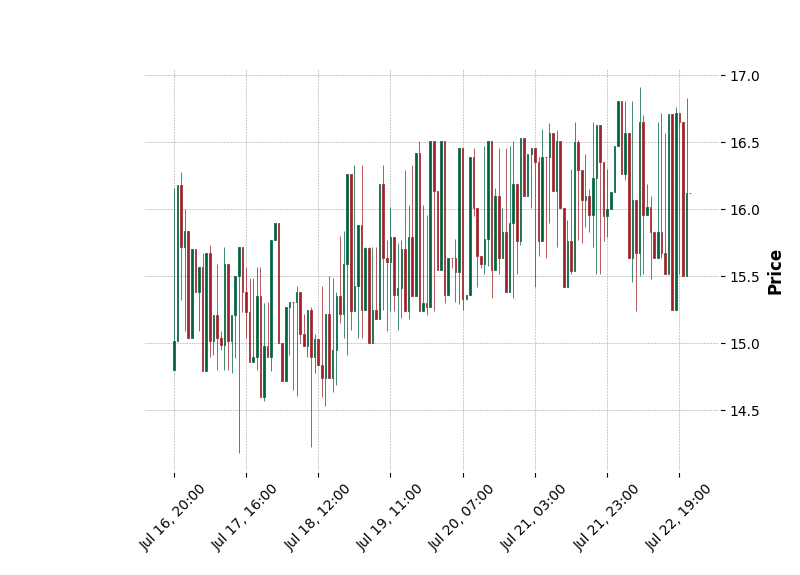 17.0
16.5
16.0
15.5
15.0
14.5
Price
Jul 16, 20:00
Jul 17, 16:00
Jul 18, 12:00
Jul 19, 11:00
Jul 20, 07:00
Jul 21, 03:00
Jul 21, 23:00
Jul 22, 19:00